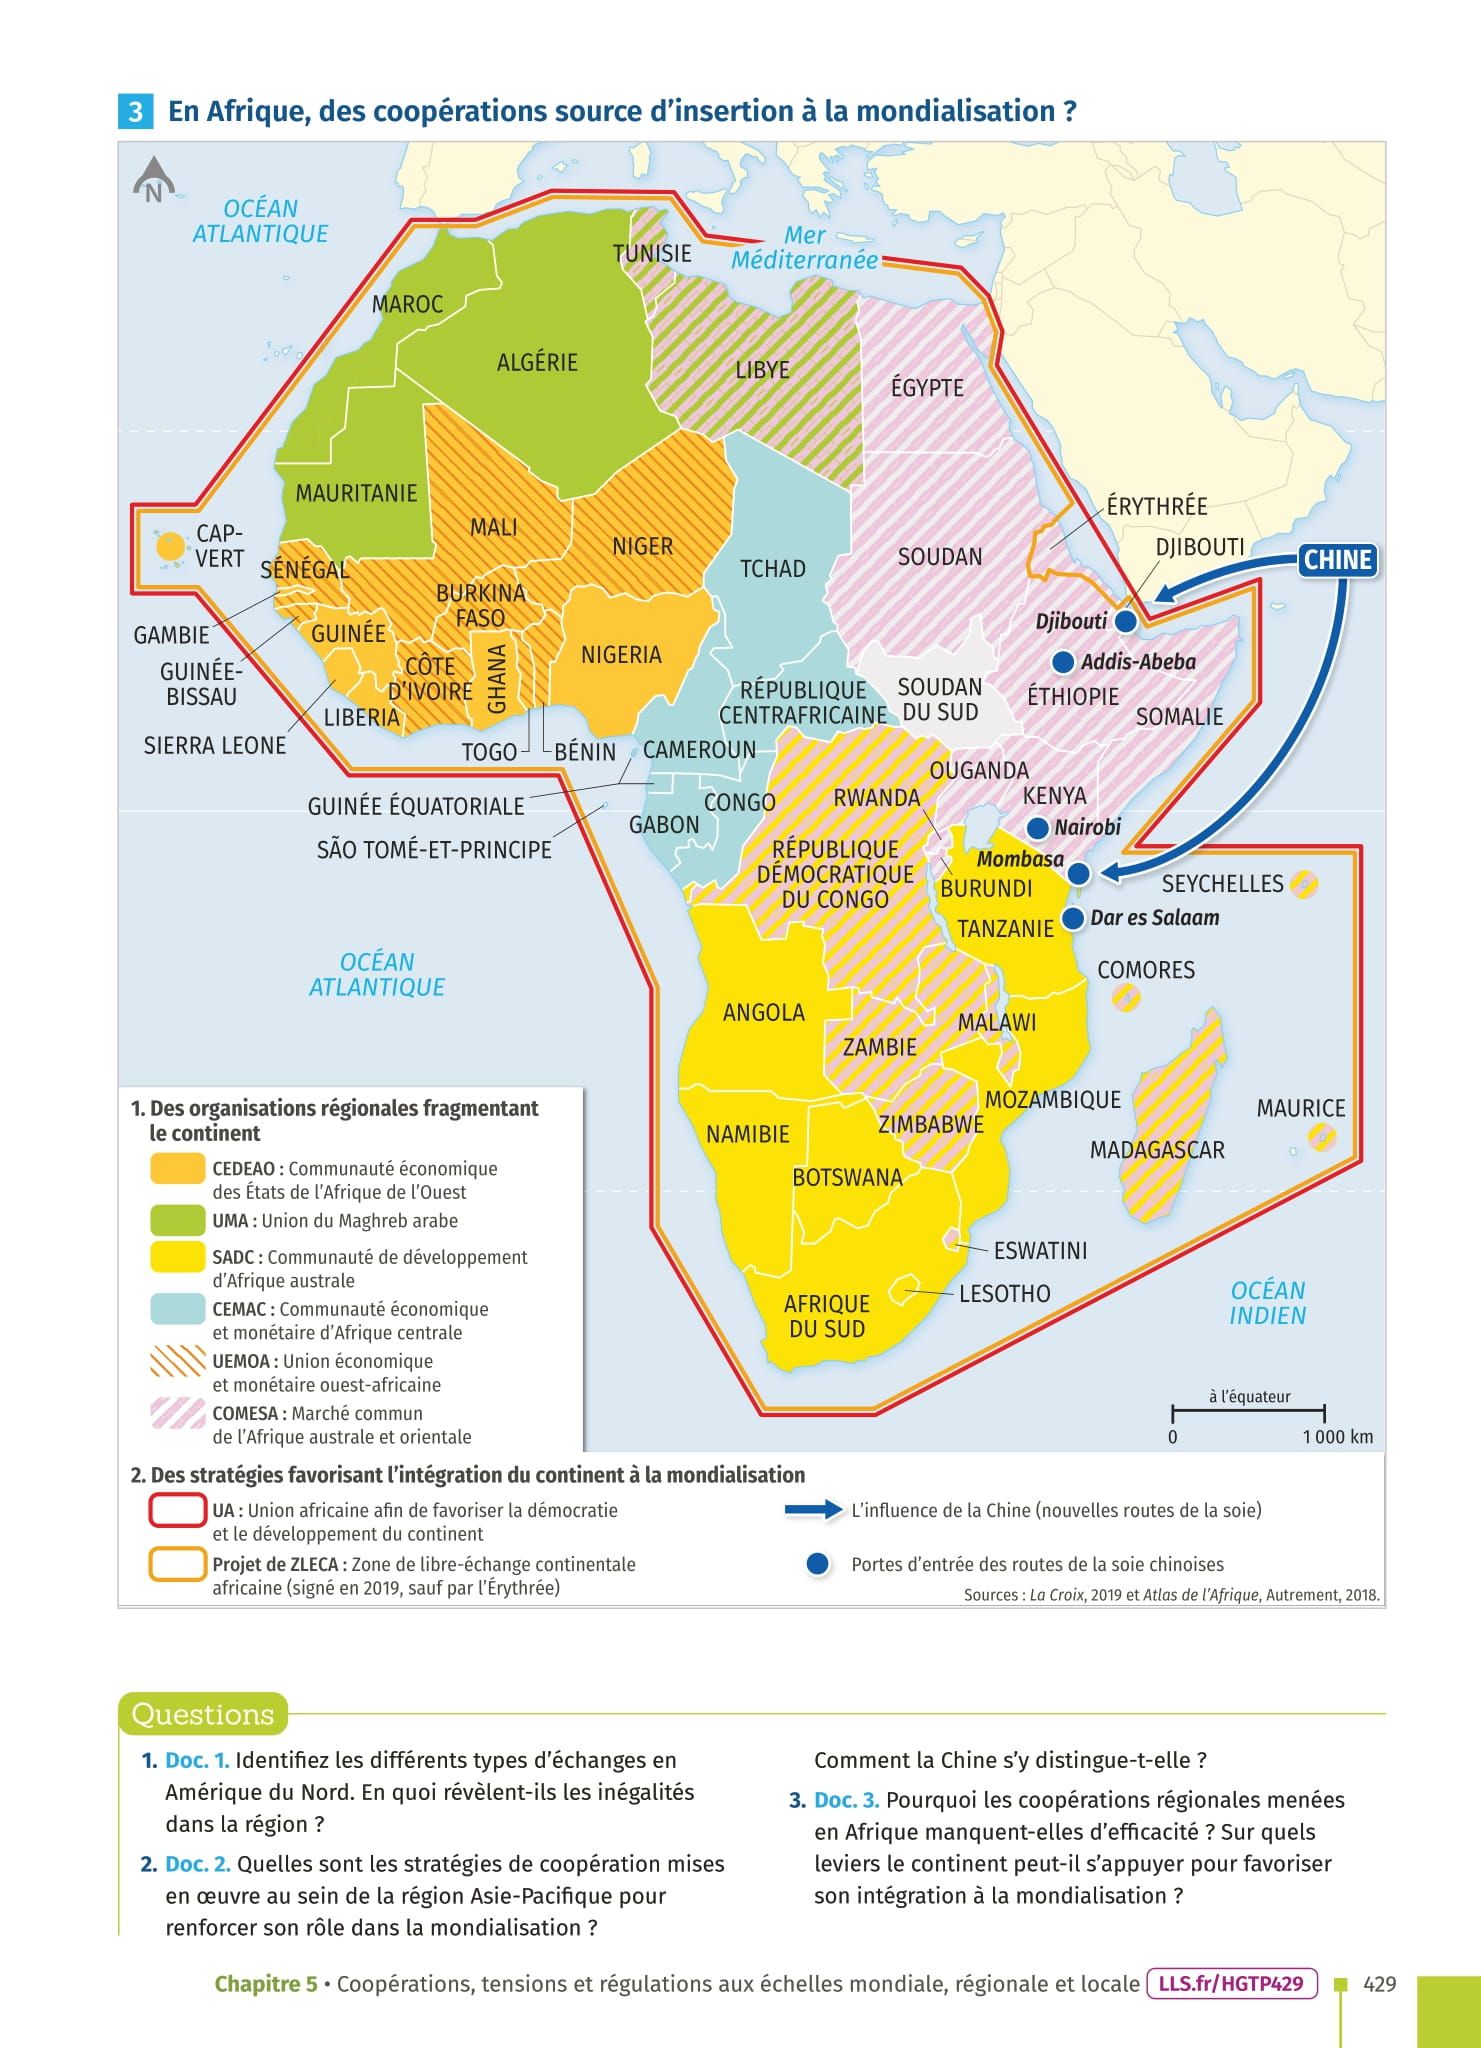 3 En Afrique, des coopérations source d'insertion à la mondialisation ?
N
OCÉAN
ATLANTIQUE
Mer
Méditerranée
TUNISIE
MAROC
ALGÉRIE
LIBYE
ÉGYPTE
MAURITANIE
CAP-
VERT
MALI
NIGER
TCHAD
SOUDAN
ÉRYTHRÉE
DJIBOUTI
CHINE
SÉNÉGAL
BURKINA
FASO
GAMBIE
GUINÉE
Djibouti
GUINÉE-
BISSAU
CÔTE
D'IVOIRE
GHANA
NIGERIA
Addis-Abeba
RÉPUBLIQUE
CENTRAFRICAINE
SOUDAN
DU SUD
ÉTHIOPIE
SOMALIE
LIBERIA
SIERRA LEONE
TOGO
BÉNIN
CAMEROUN
OUGANDA
GUINÉE ÉQUATORIALE
CONGO
RWANDA
KENYA
GABON
Nairobi
SÃO TOMÉ-ET-PRINCIPE
RÉPUBLIQUE
DÉMOCRATIQUE
DU CONGO
Mombasa
BURUNDI
SEYCHELLES
TANZANIE
Dar es Salaam
OCÉAN
ATLANTIQUE
COMORES
ANGOLA
MALAWI
ZAMBIE
MOZAMBIQUE
MAURICE
NAMIBIE
ZIMBABWE
MADAGASCAR
BOTSWANA
ESWATINI
LESOTHO
AFRIQUE
DU SUD
OCÉAN
INDIEN
à l'équateur
0 1 000 km
1. Des organisations régionales fragmentant
le continent
CEDEAO : Communauté économique
des États de l'Afrique de l'Ouest
UMA : Union du Maghreb arabe
SADC : Communauté de développement
d'Afrique australe
CEMAC : Communauté économique
et monétaire d'Afrique centrale
UEMOA : Union économique
et monétaire ouest-africaine
COMESA : Marché commun
de l'Afrique australe et orientale
2. Des stratégies favorisant l'intégration du continent à la mondialisation
UA : Union africaine afin de favoriser la démocratie
et le développement du continent
Projet de ZLECA : Zone de libre-échange continentale
africaine (signé en 2019, sauf par l'Érythrée)
L'influence de la Chine (nouvelles routes de la soie)
Portes d'entrée des routes de la soie chinoises
Sources : La Croix, 2019 et Atlas de l'Afrique, Autrement, 2018.
Questions
1. Doc. 1. Identifiez les différents types d'échanges en
Amérique du Nord. En quoi révèlent-ils les inégalités
dans la région ?
2. Doc. 2. Quelles sont les stratégies de coopération mises
en œuvre au sein de la région Asie-Pacifique pour
renforcer son rôle dans la mondialisation ?
Comment la Chine s'y distingue-t-elle ?
3. Doc. 3. Pourquoi les coopérations régionales menées
en Afrique manquent-elles d'efficacité ? Sur quels
leviers le continent peut-il s'appuyer pour favoriser
son intégration à la mondialisation ?
Chapitre 5 • Coopérations, tensions et régulations aux échelles mondiale, régionale et locale LLS.fr/HGTP429 429